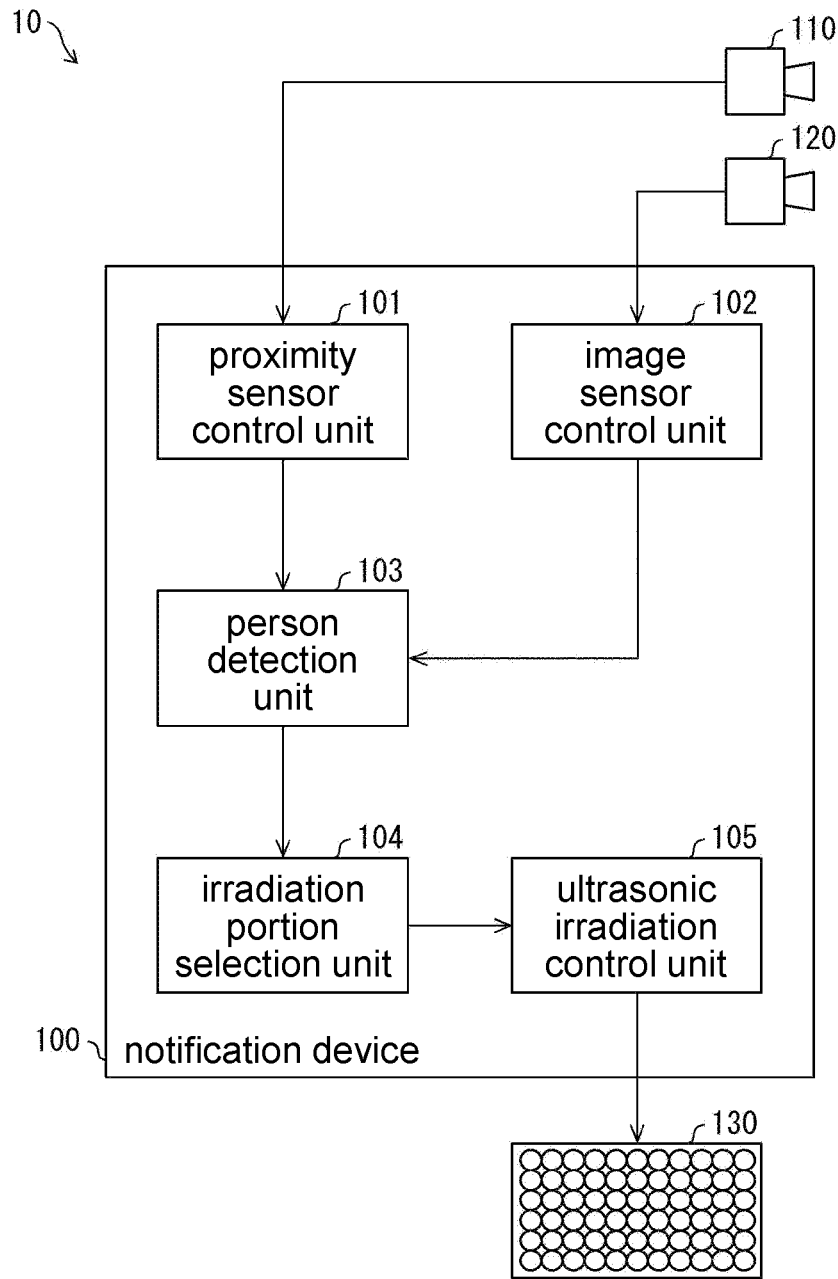 10
110
120
101
102
proximity
sensor
control unit
image
sensor
control unit
103
person
detection
unit
104
105
irradiation
portion
selection unit
ultrasonic
irradiation
control unit
100
notification device
130